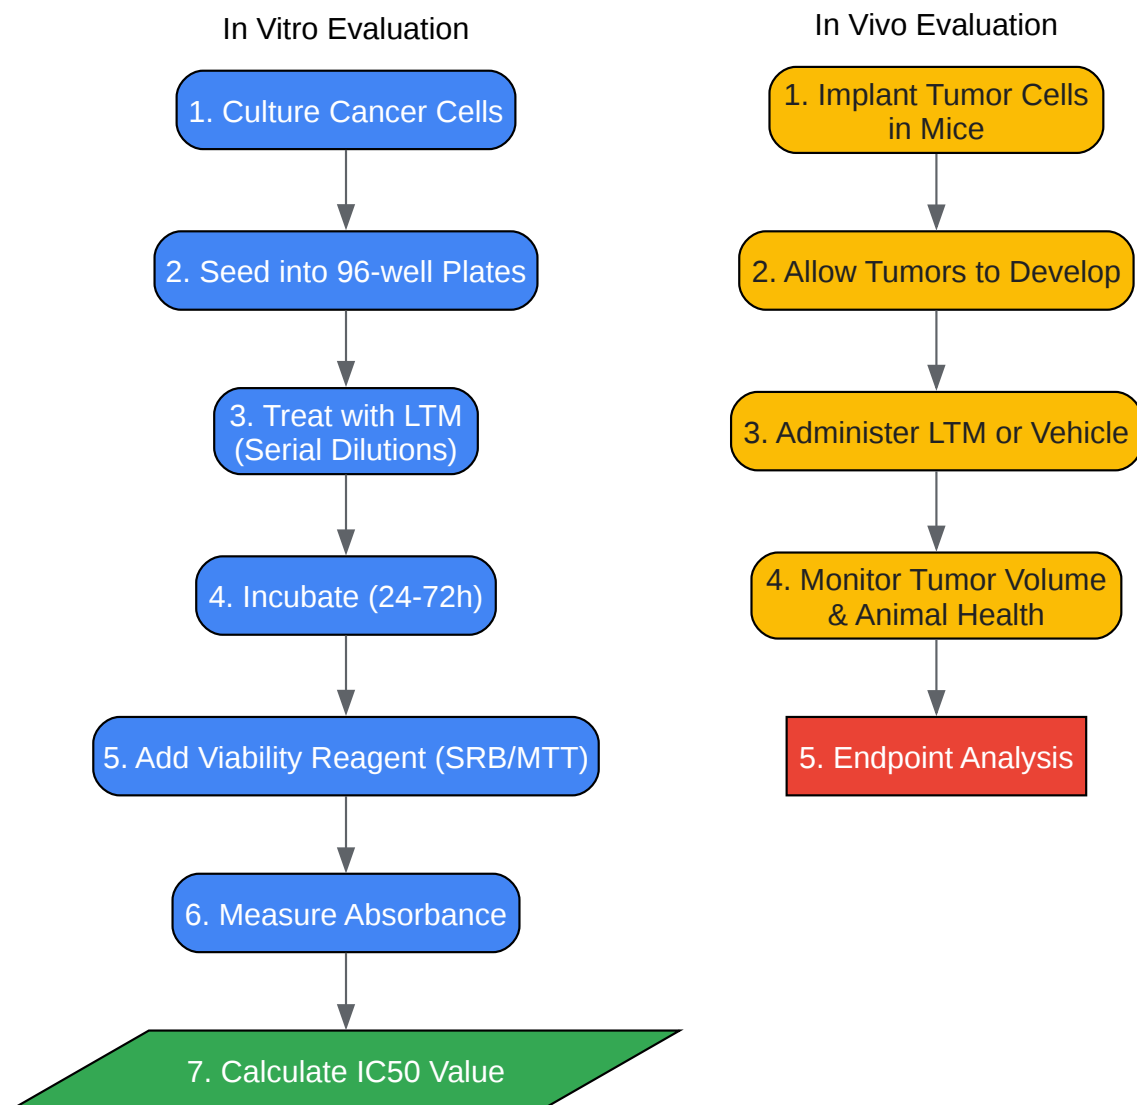 In Vitro Evaluation
1. Culture Cancer Cells
2. Seed into 96-well Plates
3. Treat with LTM
(Serial Dilutions)
4. Incubate (24-72h)
5. Add Viability Reagent (SRB/MTT)
6. Measure Absorbance
7. Calculate IC50 Value
In Vivo Evaluation
1. Implant Tumor Cells
in Mice
2. Allow Tumors to Develop
3. Administer LTM or Vehicle
4. Monitor Tumor Volume
& Animal Health
5. Endpoint Analysis